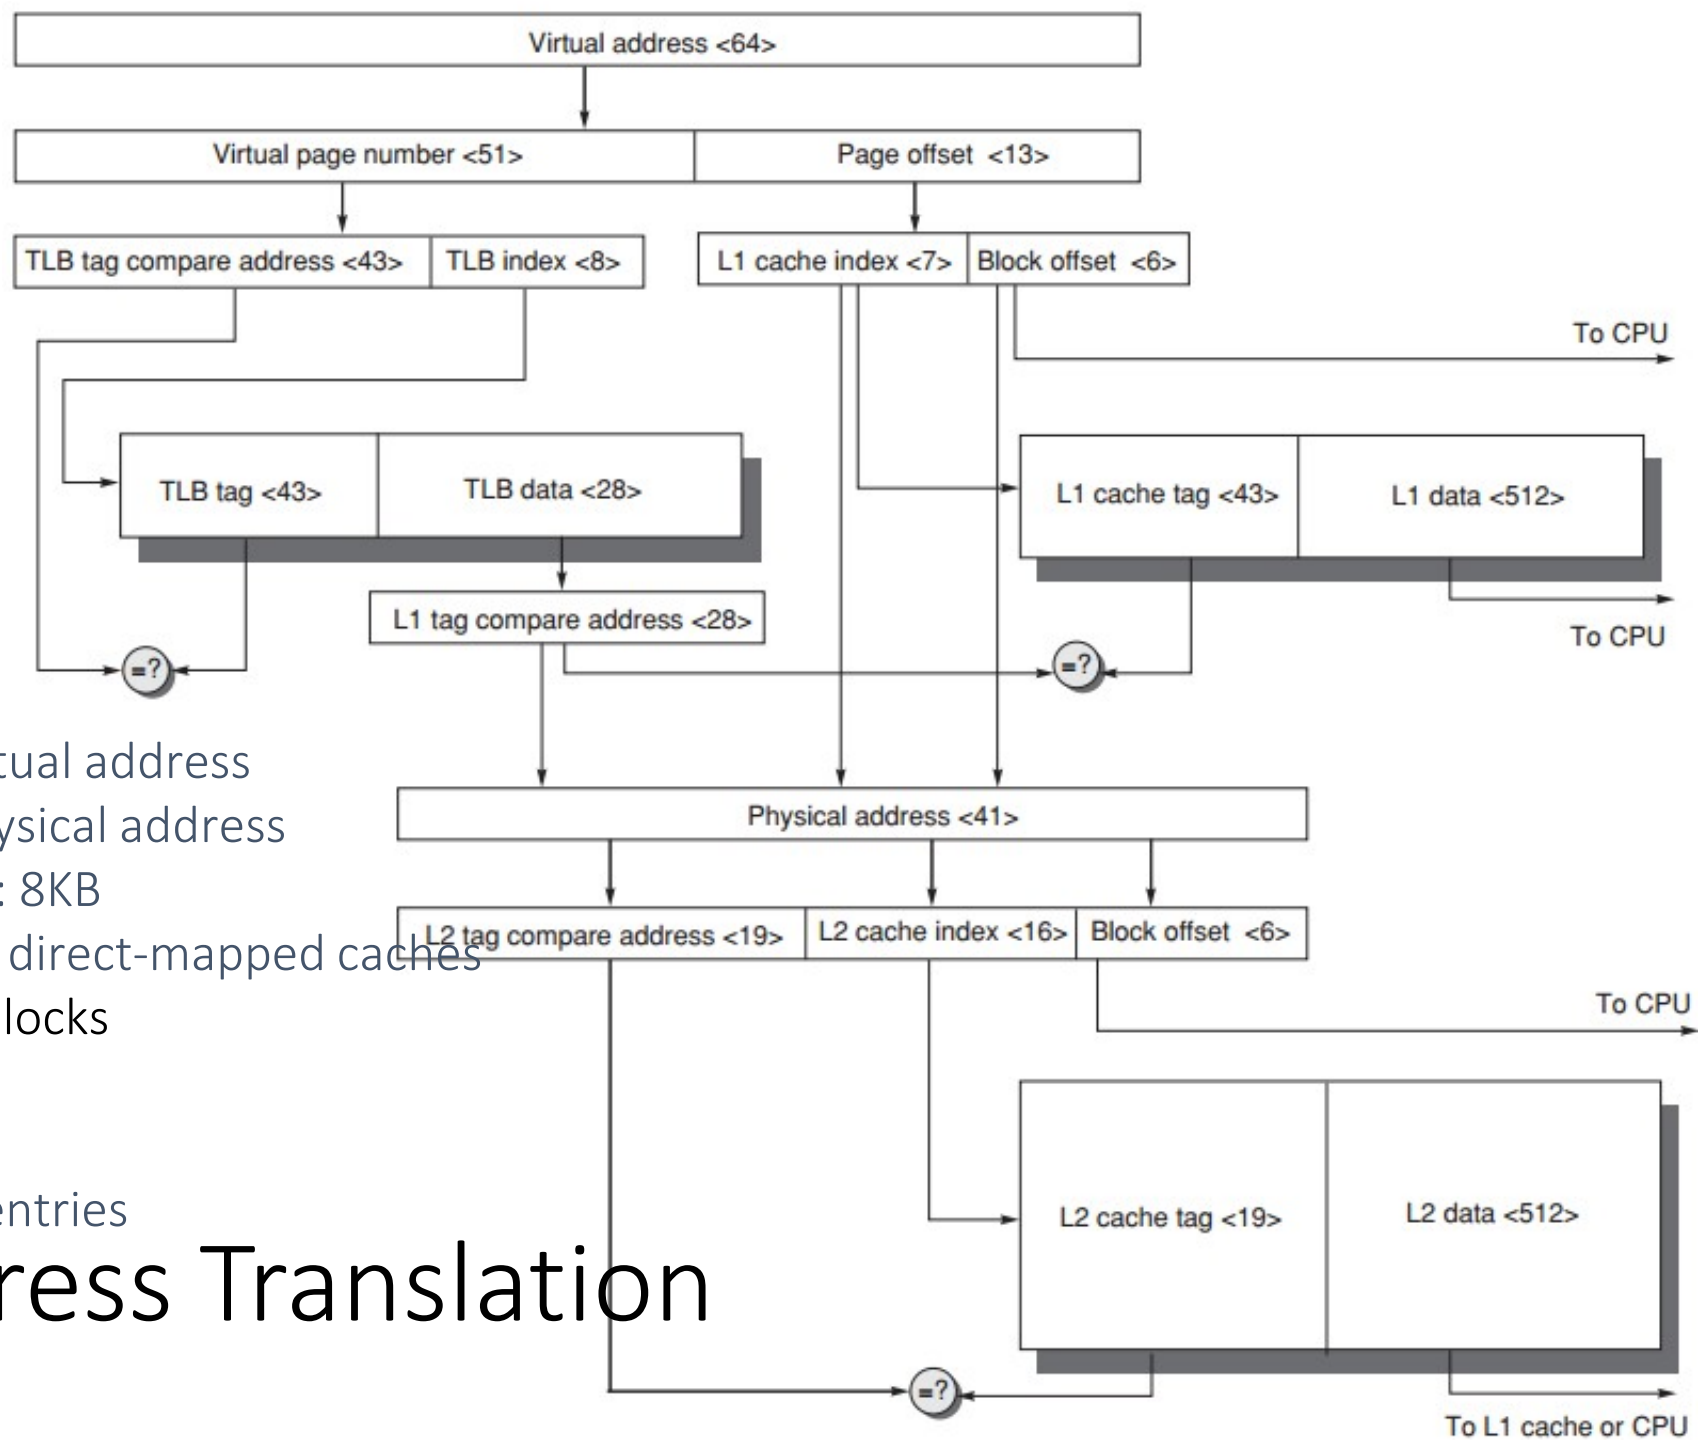 Virtual address <64>
Virtual page number <51> Page offset <13>
TLB tag compare address <43> TLB index <8> L1 cache index <7> Block offset <6>
To CPU
TLB tag <43> TLB data <28> L1 cache tag <43> L1 data <512>
L1 tag compare address <28>
To CPU
=? =?
tual address
ysical address
: 8KB
direct-mapped caches
locks
entries
ress Translation
Physical address <41>
L2 tag compare address <19> L2 cache index <16> Block offset <6>
To CPU
L2 cache tag <19> L2 data <512>
=?
To L1 cache or CPU